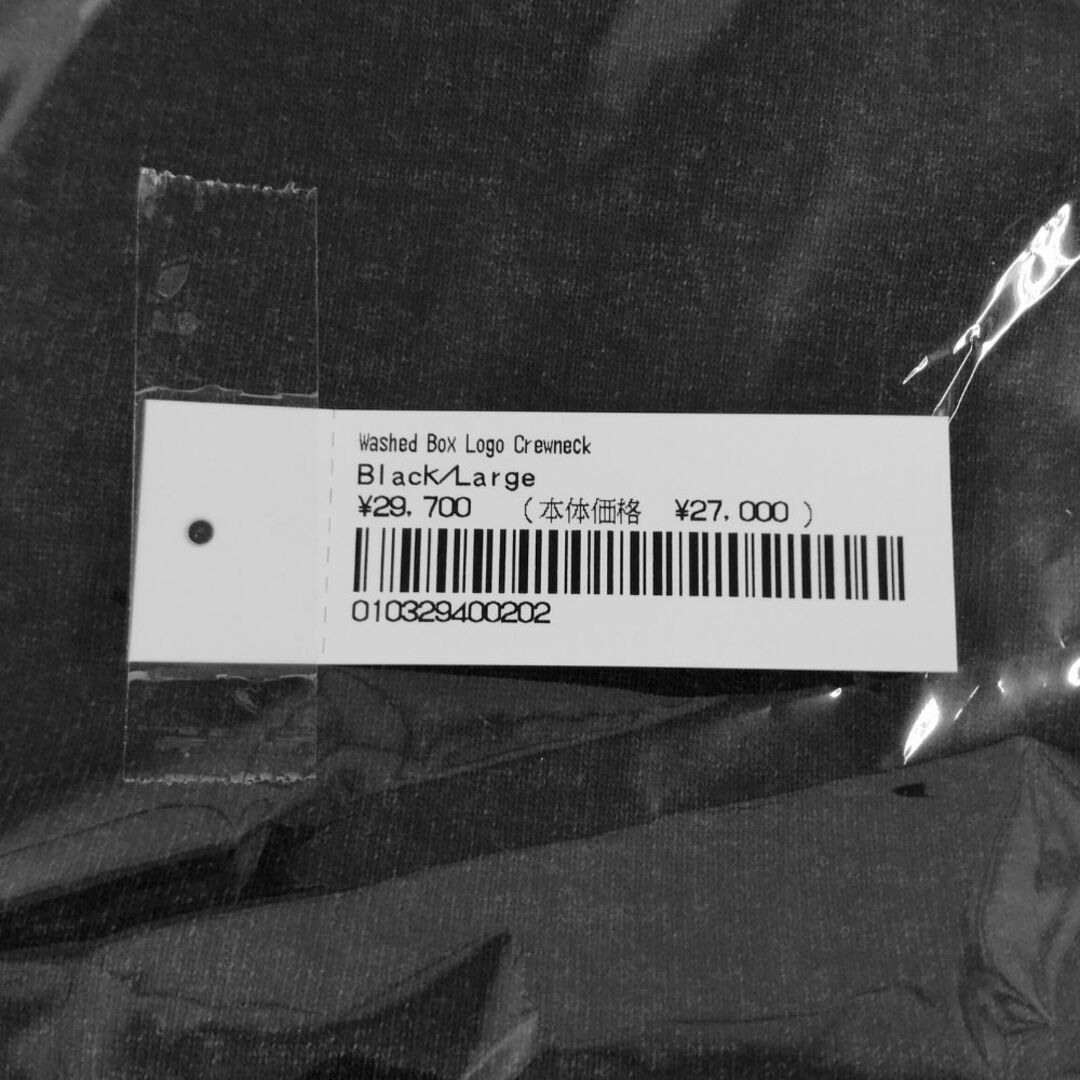 Washed Box Logo Crewneck
Black/Large
¥29,700 (本体価格 ¥27,000 )
010329400202